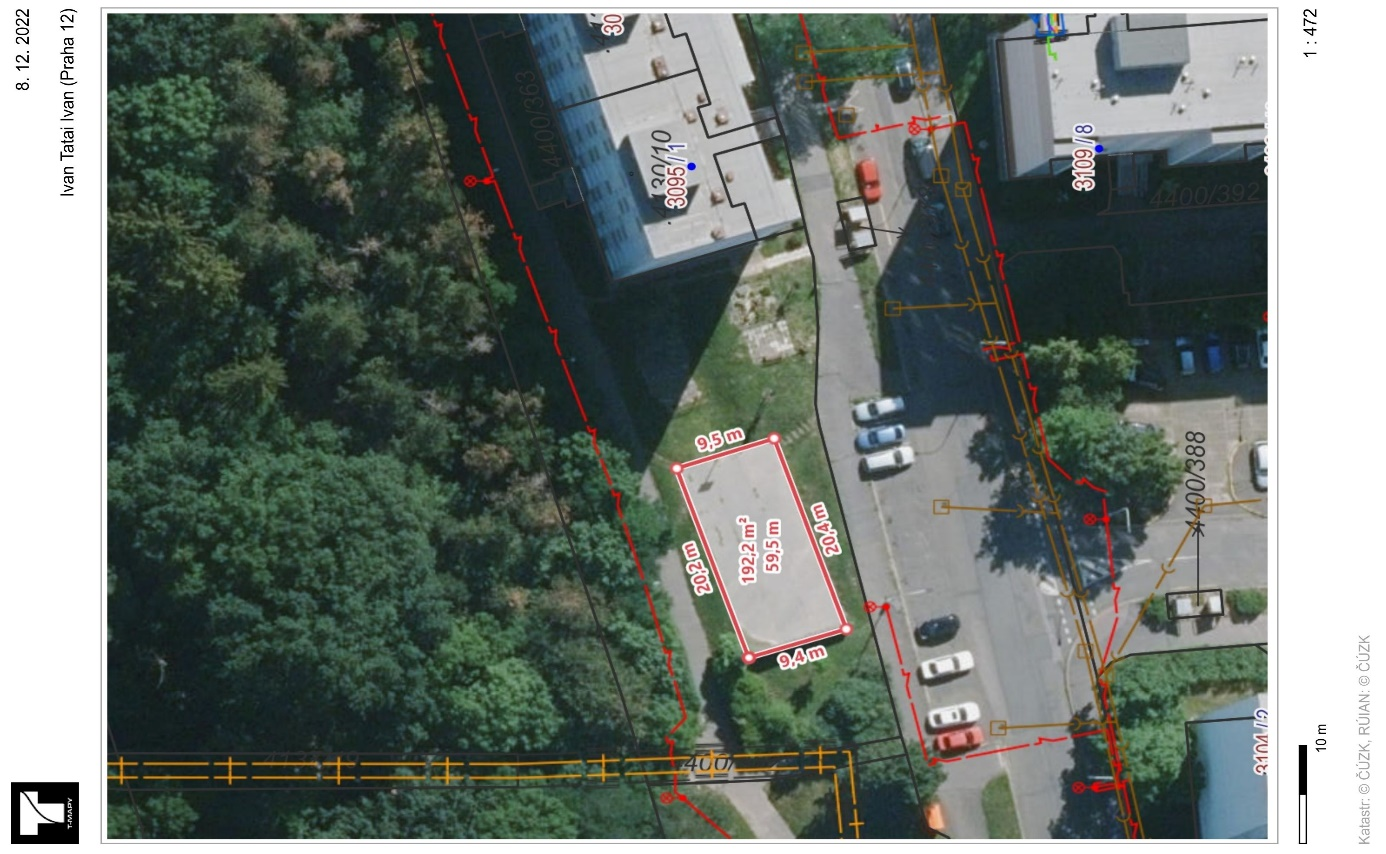 8. 12. 2022
Ivan Tatai Ivan (Praha 12)
1 : 472
30
4400/363
430/10
3095 / 1
3109 / 8
4400/392
9,5 m
20,2 m
192,2 m²
59,5 m
20,4 m
9,4 m
4400/388
3104 / 2
10 m
T-MAPY
Katastr: © ČÚZK, RÚIAN: © ČÚZK